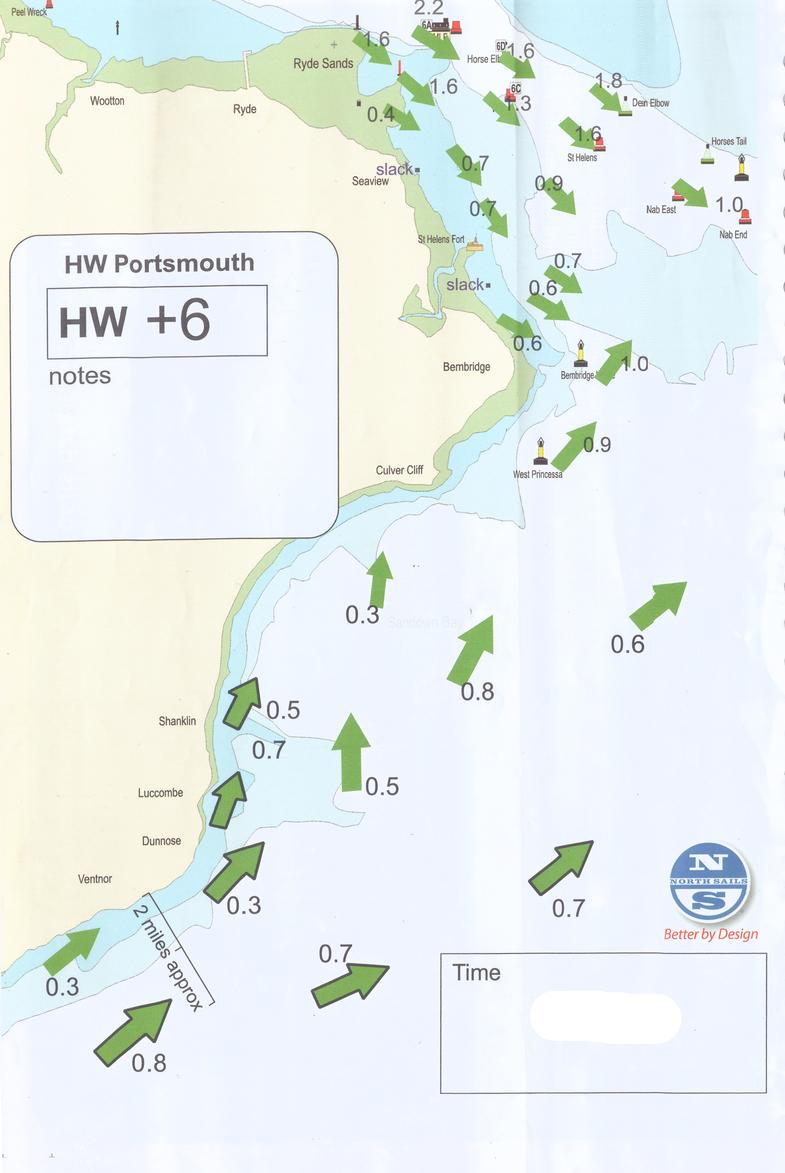 Peel Wreck
2.2
6A
1.6
Ryde Sands
6D
1.6
1.6
6C
1.3
1.8
Dean Elbow
Wootton
Ryde
0.4
1.6
St Helens
Horses Tail
slack
Seaview
0.7
0.9
Nab East
1.0
Nab End
0.7
St Helens Fort
HW Portsmouth
HW +6
notes
slack
0.7
0.6
0.6
Bembridge
Bembridge
1.0
Culver Cliff
0.9
West Princessa
0.3
Sandown Bay
0.6
0.8
Shanklin
0.5
0.7
0.5
Luccombe
Dunnose
Ventnor
0.3
2 miles approx
0.7
N
NORTH SAILS
S
Better by Design
0.3
0.7
0.8
Time